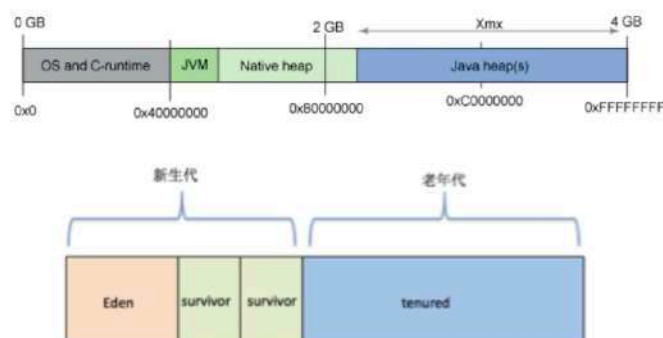 0 GB 2 GB Xmx 4 GB
OS and C-runtime JVM Native heap Java heap(s)
0x0 0x40000000 0x80000000 0xC0000000 0xFFFFFFFF
新生代 老年代
Eden survivor survivor tenured